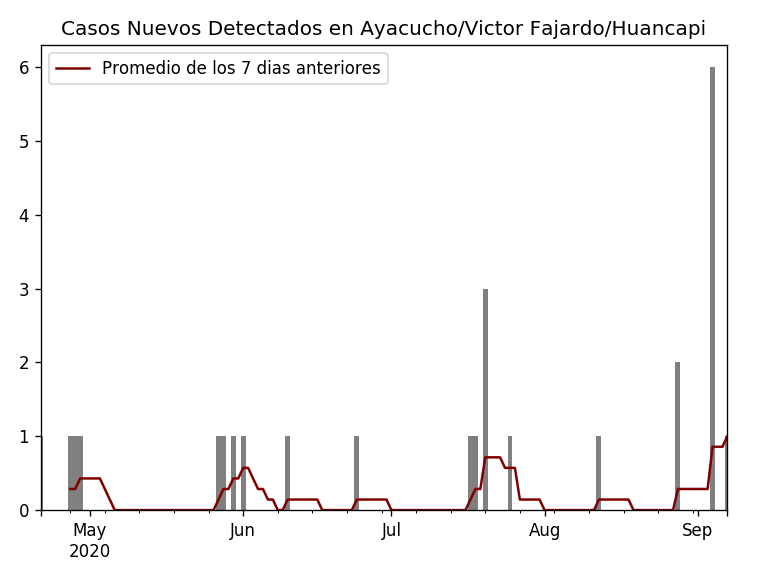 Casos Nuevos Detectados en Ayacucho/Victor Fajardo/Huancapi
Promedio de los 7 dias anteriores
6
5
4
3
2
1
0
May Jun Jul Aug Sep
2020